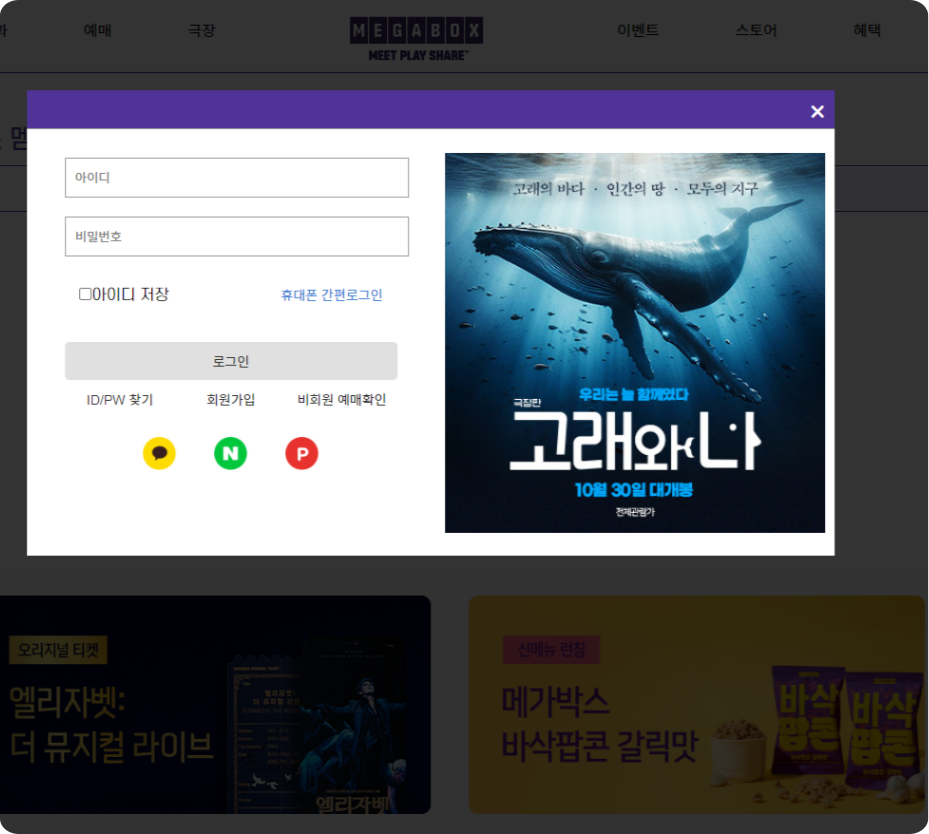 예매
극장
MEGABOX
MEET PLAY SHARE
이벤트
스토어
혜택
×
아이디
비밀번호
아이디 저장
휴대폰 간편로그인
로그인
ID/PW 찾기
회원가입
비회원 예매확인
N
P
고래의 바다 · 인간의 땅 · 모두의 지구
우리는 늘 함께였다
극장판
고래와 나
10월 30일 대개봉
전체관람가
오리지널 티켓
엘리자벳:
더 뮤지컬 라이브
엘리자벳
신메뉴 런칭
메가박스
바삭팝콘 갈릭맛
바삭
팝콘
바삭
팝콘